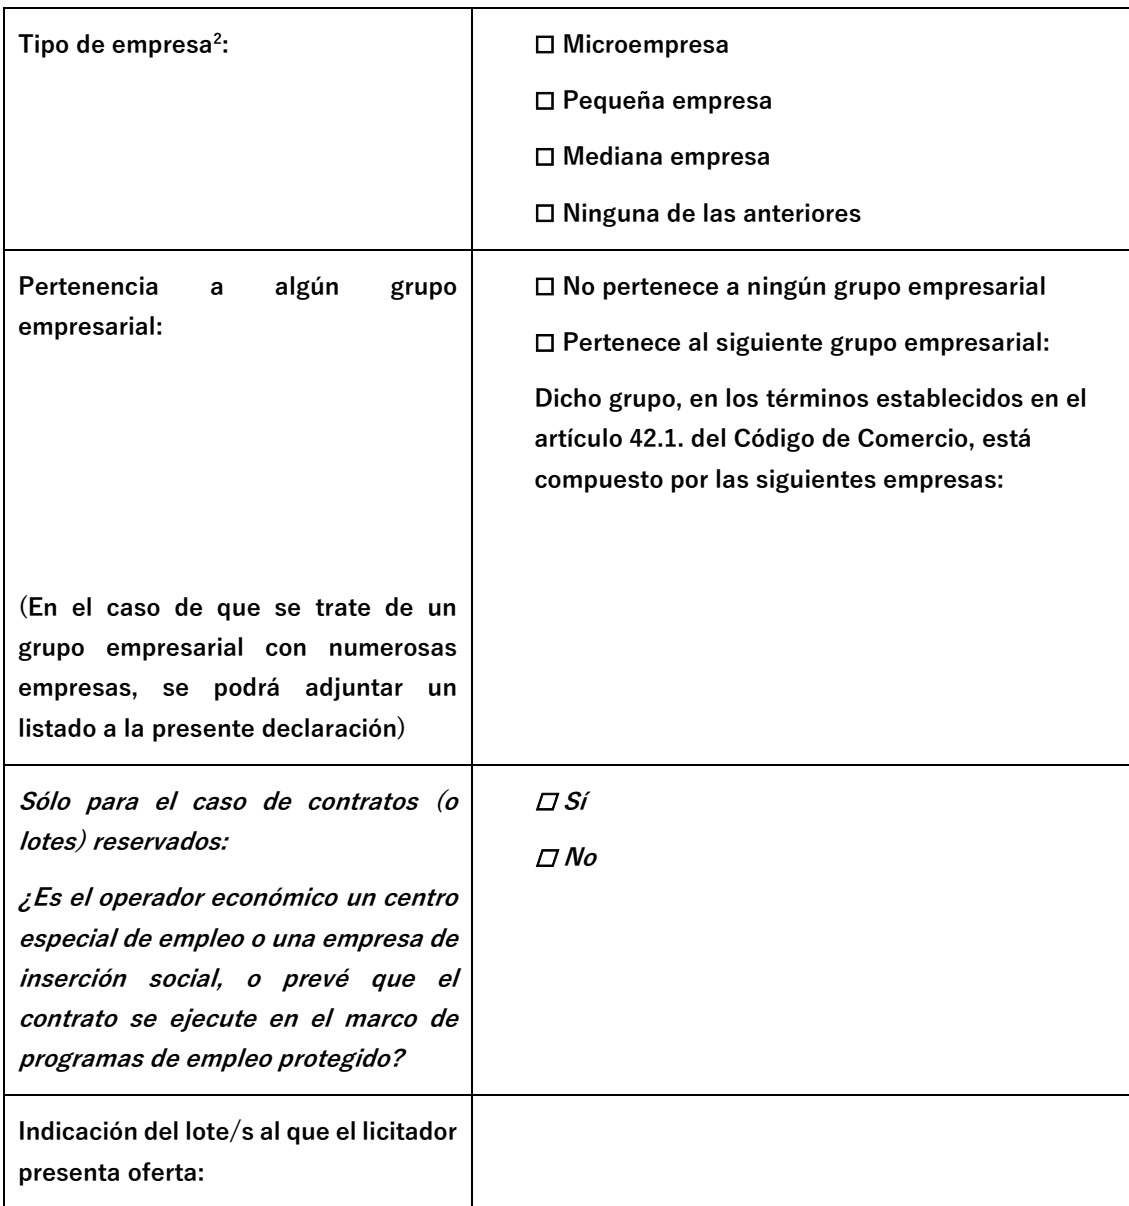 Tipo de empresa²:
☐ Microempresa
☐ Pequeña empresa
☐ Mediana empresa
☐ Ninguna de las anteriores
Pertenencia a algún grupo
empresarial:
(En el caso de que se trate de un
grupo empresarial con numerosas
empresas, se podrá adjuntar un
listado a la presente declaración)
☐ No pertenece a ningún grupo empresarial
☐ Pertenece al siguiente grupo empresarial:
Dicho grupo, en los términos establecidos en el
artículo 42.1. del Código de Comercio, está
compuesto por las siguientes empresas:
Sólo para el caso de contratos (o
lotes) reservados:
¿Es el operador económico un centro
especial de empleo o una empresa de
inserción social, o prevé que el
contrato se ejecute en el marco de
programas de empleo protegido?
☐ Sí
☐ No
Indicación del lote/s al que el licitador
presenta oferta: